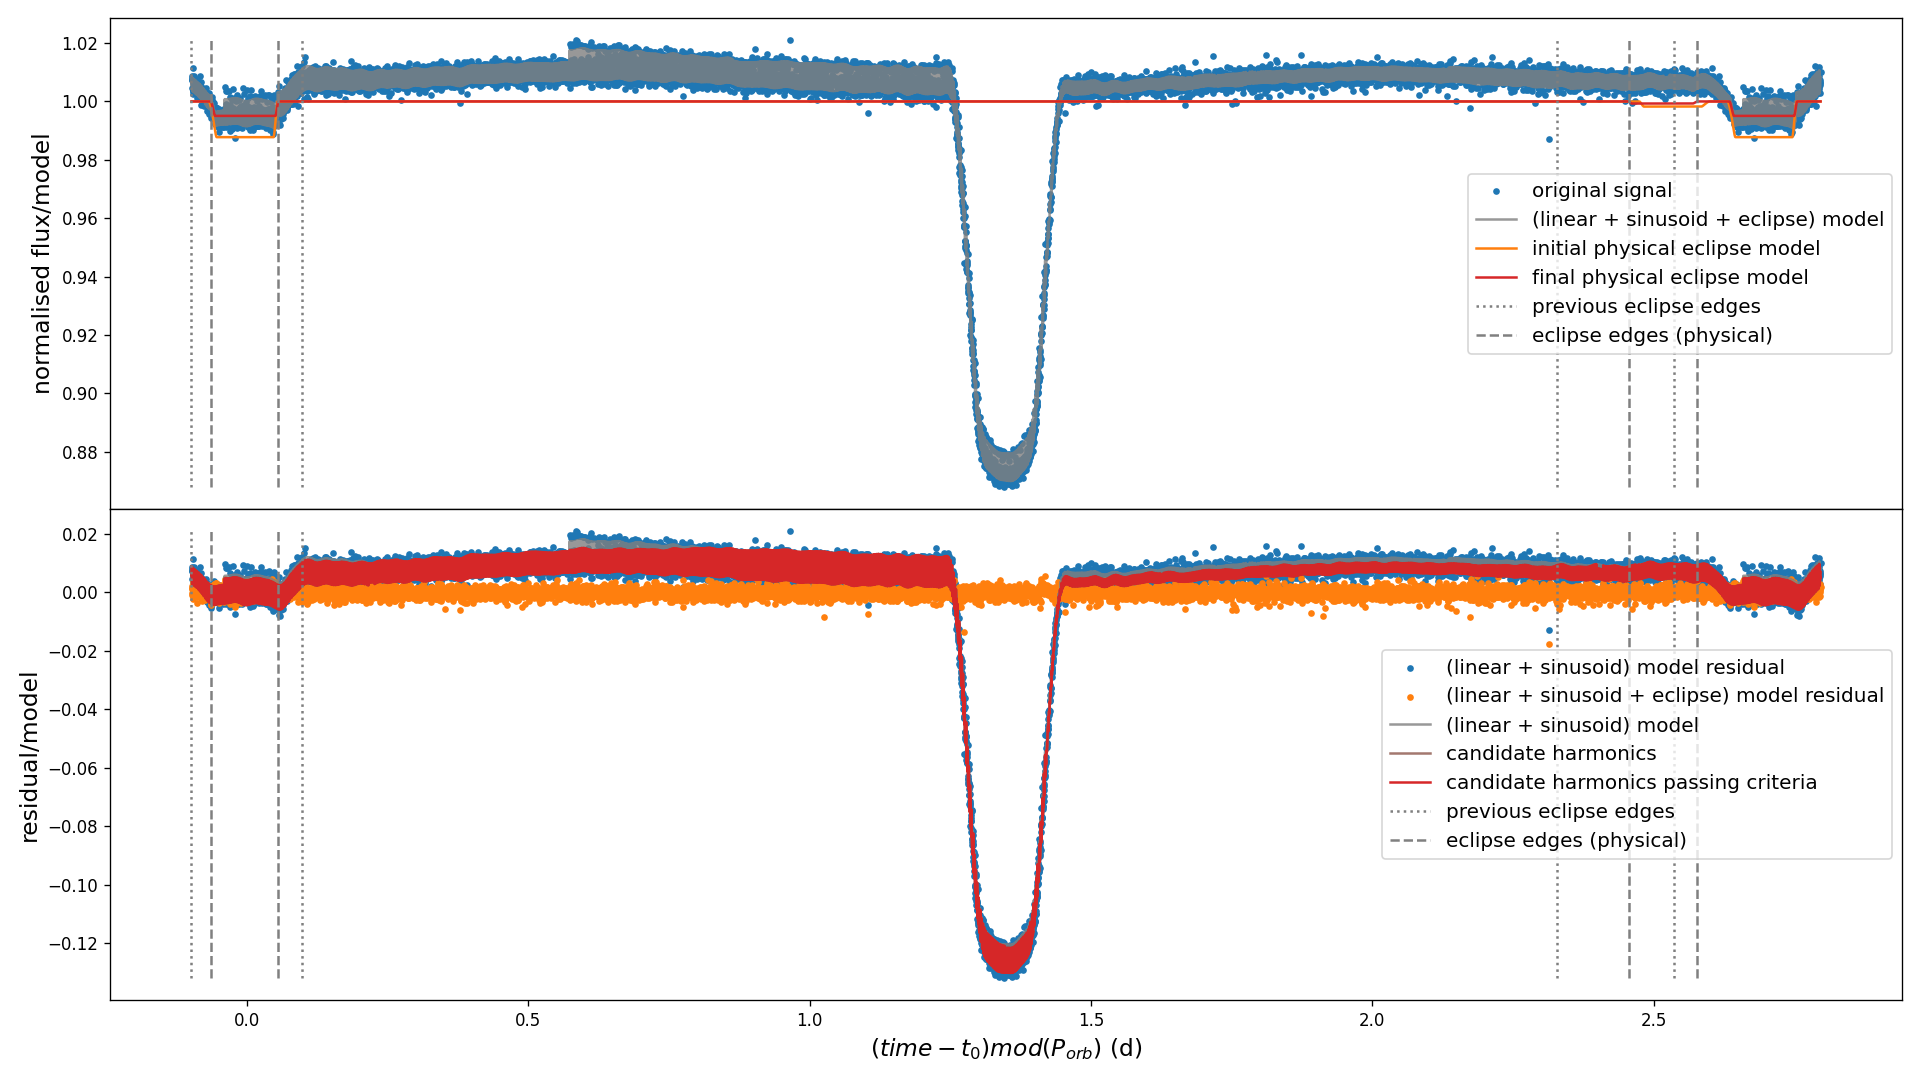 1.02
1.00
0.98
0.96
0.94
0.92
0.90
0.88
normalised flux/model
original signal
(linear + sinusoid + eclipse) model
initial physical eclipse model
final physical eclipse model
previous eclipse edges
eclipse edges (physical)
0.02
0.00
−0.02
−0.04
−0.06
−0.08
−0.10
−0.12
residual/model
(linear + sinusoid) model residual
(linear + sinusoid + eclipse) model residual
(linear + sinusoid) model
candidate harmonics
candidate harmonics passing criteria
previous eclipse edges
eclipse edges (physical)
0.0 0.5 1.0 1.5 2.0 2.5
(time − t₀)mod(Pₒᵣb) (d)